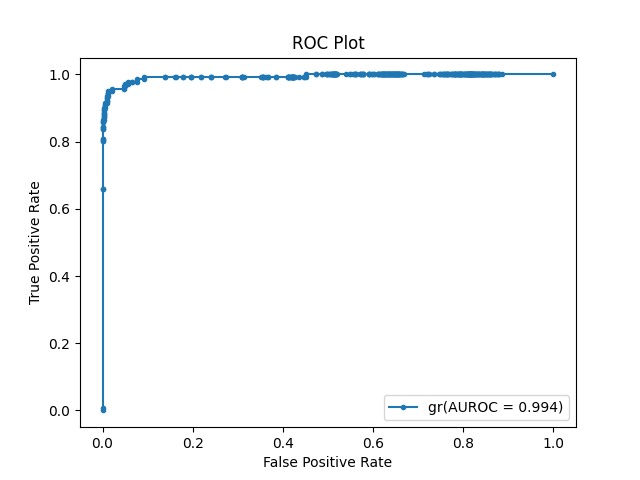 ROC Plot
True Positive Rate
1.0
0.8
0.6
0.4
0.2
0.0
gr(AUROC = 0.994)
0.0 0.2 0.4 0.6 0.8 1.0
False Positive Rate